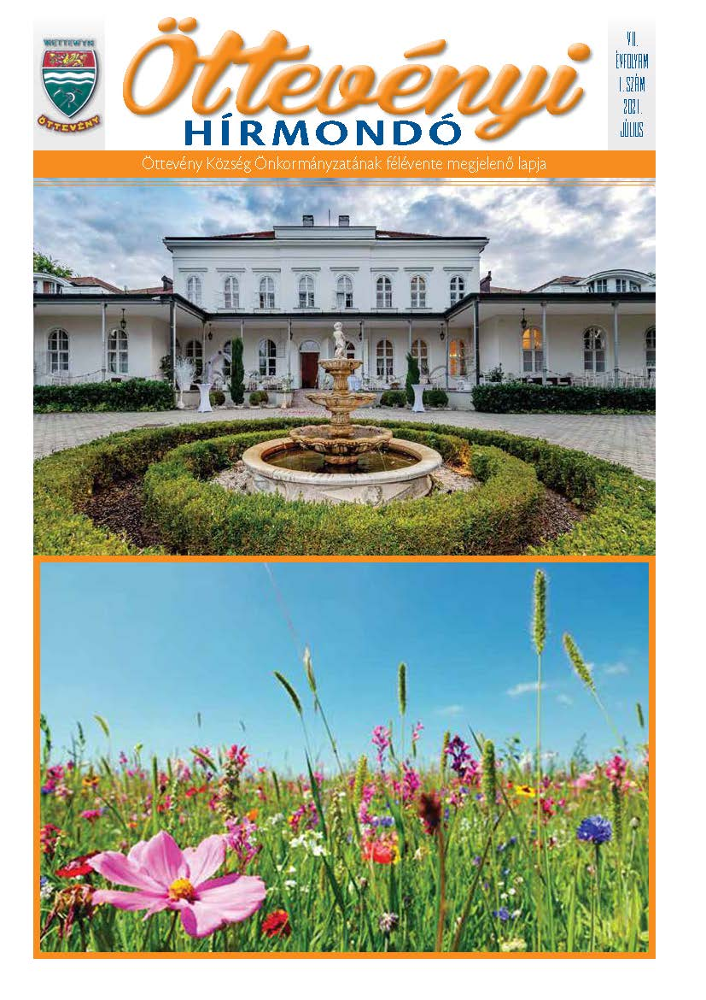 WETTEWYN
ÖTTEVÉNY
Öttevényi
HÍRMONDÓ
VII.
ÉVFOLYAM
1. SZÁM
2021.
JÚLIUS
Öttevény Község Önkormányzatának félévente megjelenő lapja